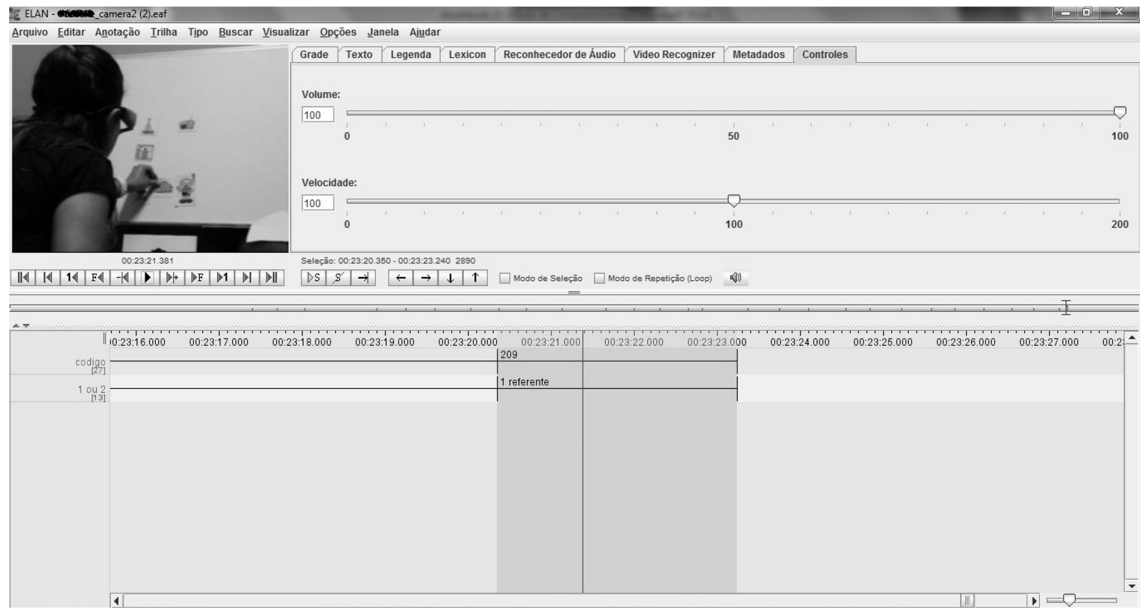 ELAN - _camera2 (2).eaf
Arquivo Editar Anotação Trilha Tipo Buscar Visualizar Opções Janela Ajudar
Grade Texto Legenda Lexicon Reconhecedor de Áudio Video Recognizer Metadados Controles
Volume:
100
0 50 100
Velocidade:
100
0 100 200
00:23:21.381 Seleção: 00:23:20.350 - 00:23:23.240 2890
1 F F 1 S S Modo de Seleção Modo de Repetição (Loop)
0:23:16.000 00:23:17.000 00:23:18.000 00:23:19.000 00:23:20.000 00:23:21.000 00:23:22.000 00:23:23.000 00:23:24.000 00:23:25.000 00:23:26.000 00:23:27.000 00:2
209
codigo
[27]
1 referente
1 ou 2
[13]